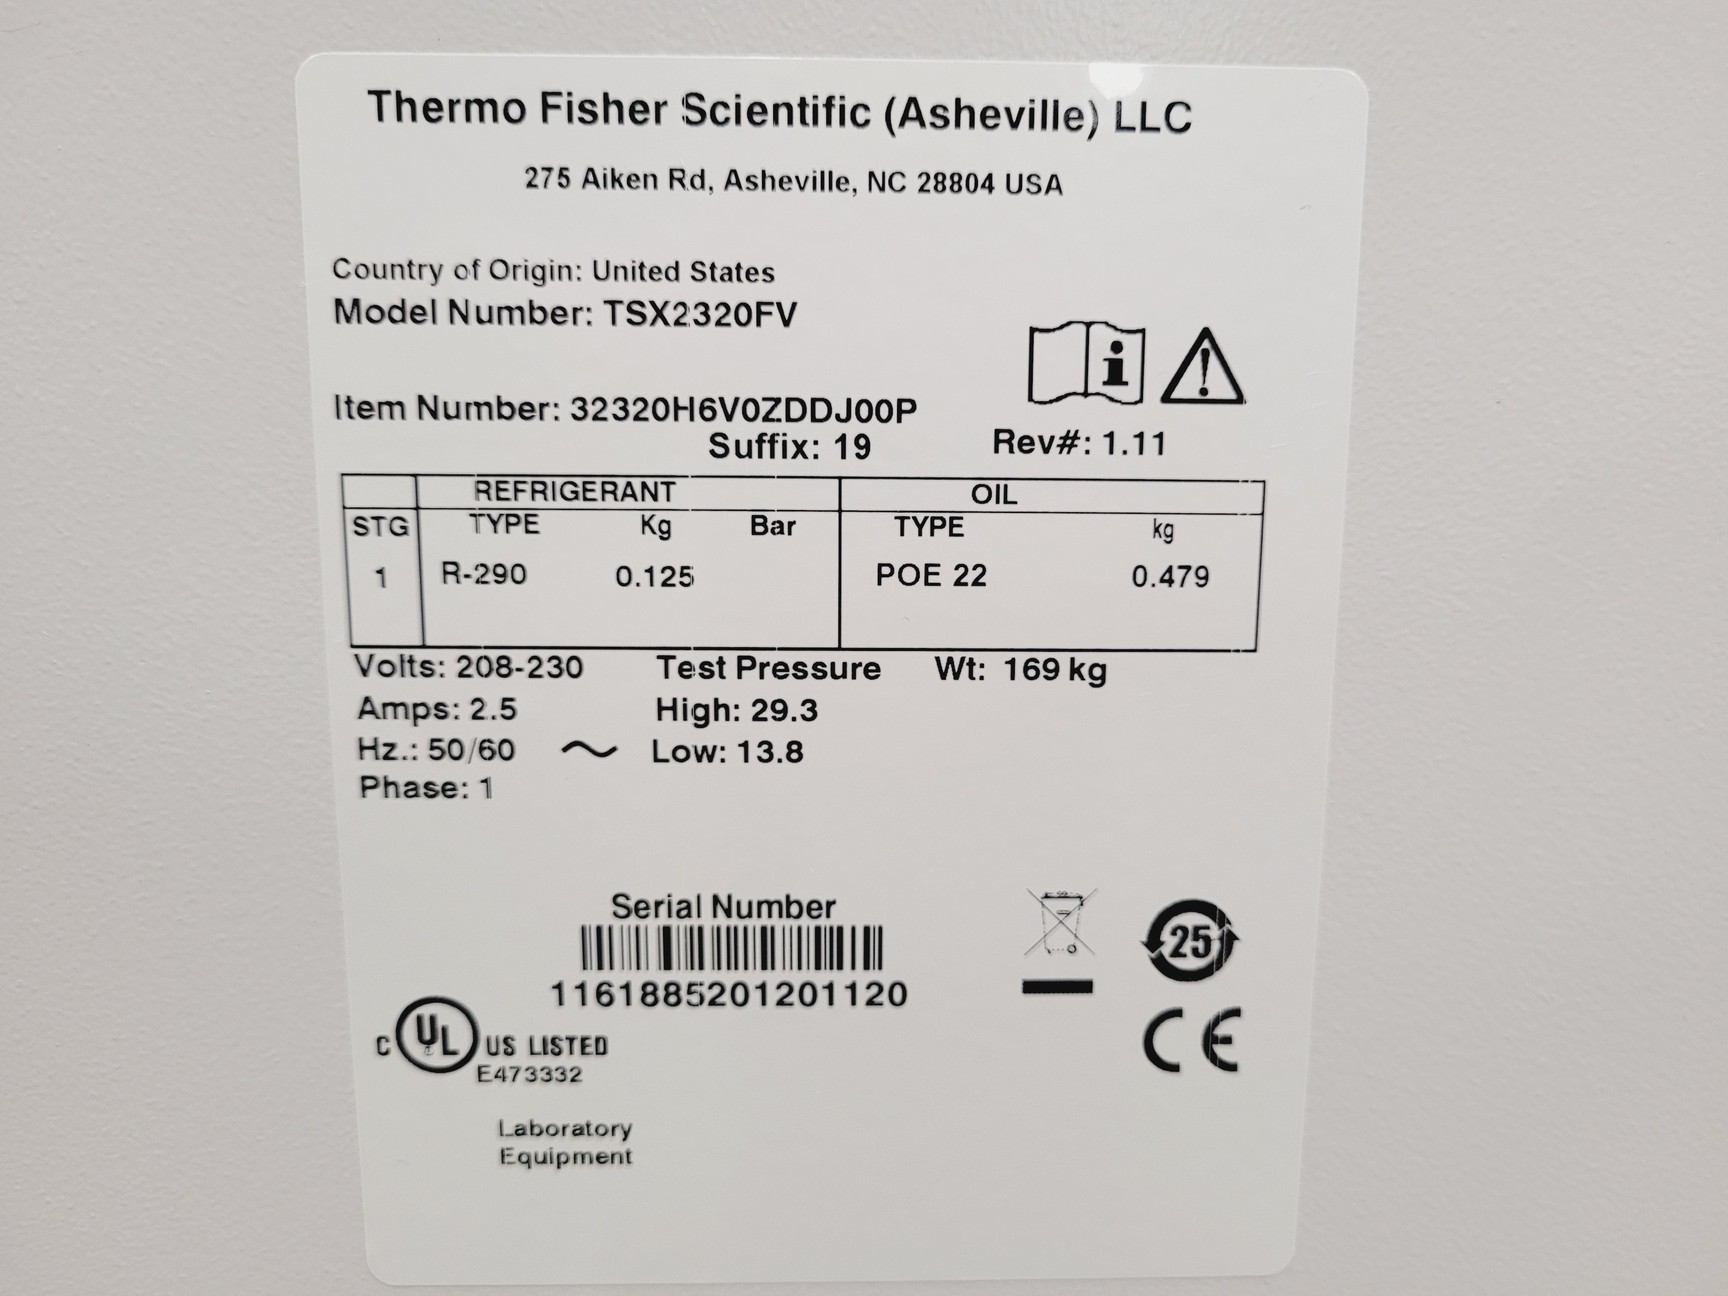 Thermo Fisher Scientific (Asheville) LLC
275 Aiken Rd, Asheville, NC 28804 USA
Country of Origin: United States
Model Number: TSX2320FV
Item Number: 32320H6V0ZDDJ00P
Suffix: 19 Rev#: 1.11
REFRIGERANT OIL
STG TYPE Kg Bar TYPE kg
1 R-290 0.125 POE 22 0.479
Volts: 208-230 Test Pressure Wt: 169 kg
Amps: 2.5 High: 29.3
Hz.: 50/60 ~ Low: 13.8
Phase: 1
Serial Number
1161885201201120
25
C UL US LISTED
E473332
CE
Laboratory
Equipment